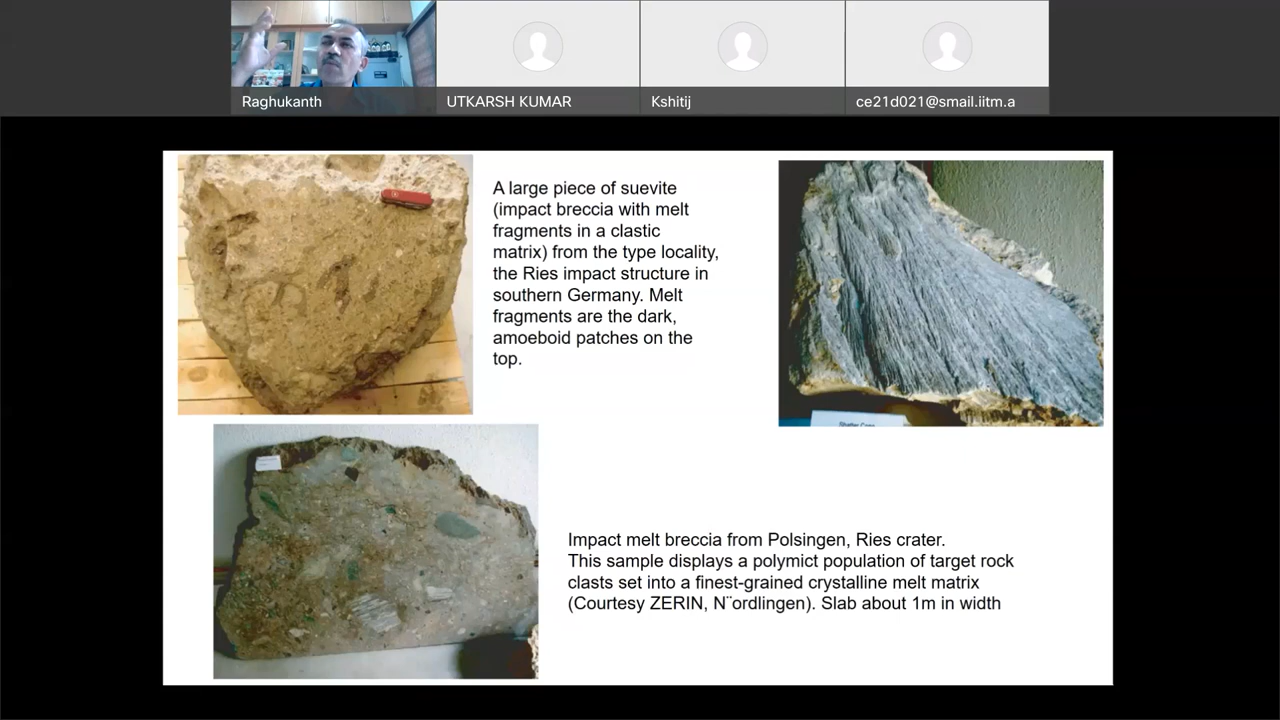 Raghukanth
UTKARSH KUMAR
Kshitij
ce21d021@smail.iitm.a
A large piece of suevite
(impact breccia with melt
fragments in a clastic
matrix) from the type locality,
the Ries impact structure in
southern Germany. Melt
fragments are the dark,
amoeboid patches on the
top.
Shatter Cone
Impact melt breccia from Polsingen, Ries crater.
This sample displays a polymict population of target rock
clasts set into a finest-grained crystalline melt matrix
(Courtesy ZERIN, N¨ordlingen). Slab about 1m in width